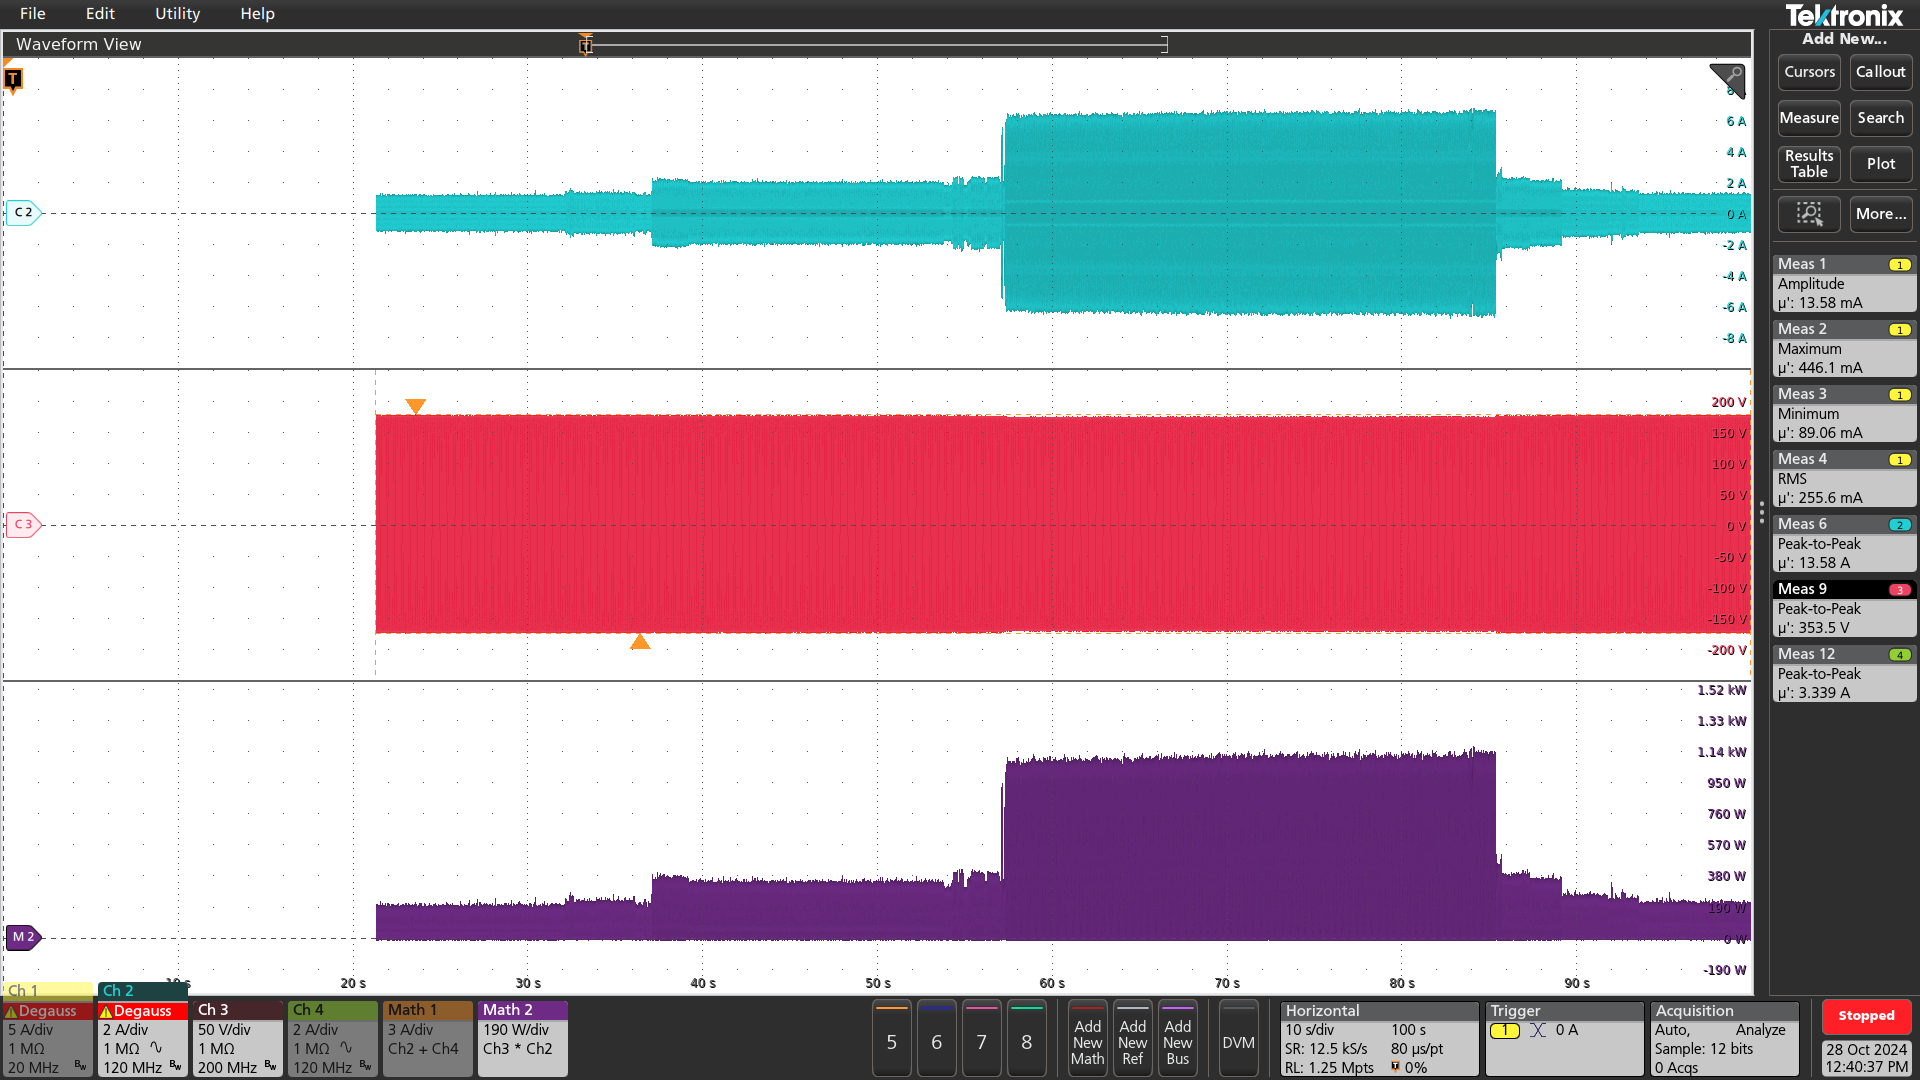 File Edit Utility Help
Tektronix
Waveform View
Add New...
T
T
Cursors Callout
Measure Search
Results Table Plot
More...
8
6 A
4 A
2 A
C 2
0 A
-2 A
-4 A
-6 A
-8 A
200 V
150 V
100 V
50 V
C 3
0 V
-50 V
-100 V
-150 V
-200 V
1.52 kW
1.33 kW
1.14 kW
950 W
760 W
570 W
380 W
190 W
M 2
0 W
-190 W
20 s 30 s 40 s 50 s 60 s 70 s 80 s 90 s
Meas 1 1
Amplitude
µ': 13.58 mA
Meas 2 1
Maximum
µ': 446.1 mA
Meas 3 1
Minimum
µ': 89.06 mA
Meas 4 1
RMS
µ': 255.6 mA
Meas 6 2
Peak-to-Peak
µ': 13.58 A
Meas 9 3
Peak-to-Peak
µ': 353.5 V
Meas 12 4
Peak-to-Peak
µ': 3.339 A
Ch 1
Degauss
5 A/div
1 MΩ
20 MHz Bw
Ch 2
Degauss
2 A/div
1 MΩ
120 MHz Bw
Ch 3
50 V/div
1 MΩ
200 MHz Bw
Ch 4
2 A/div
1 MΩ
120 MHz Bw
Math 1
3 A/div
Ch2 + Ch4
Math 2
190 W/div
Ch3 * Ch2
5 6 7 8
Add New Math
Add New Ref
Add New Bus
DVM
Horizontal
10 s/div 100 s
SR: 12.5 kS/s 80 µs/pt
RL: 1.25 Mpts T 0%
Trigger
1 0 A
Acquisition
Auto, Analyze
Sample: 12 bits
0 Acqs
Stopped
28 Oct 2024
12:40:37 PM